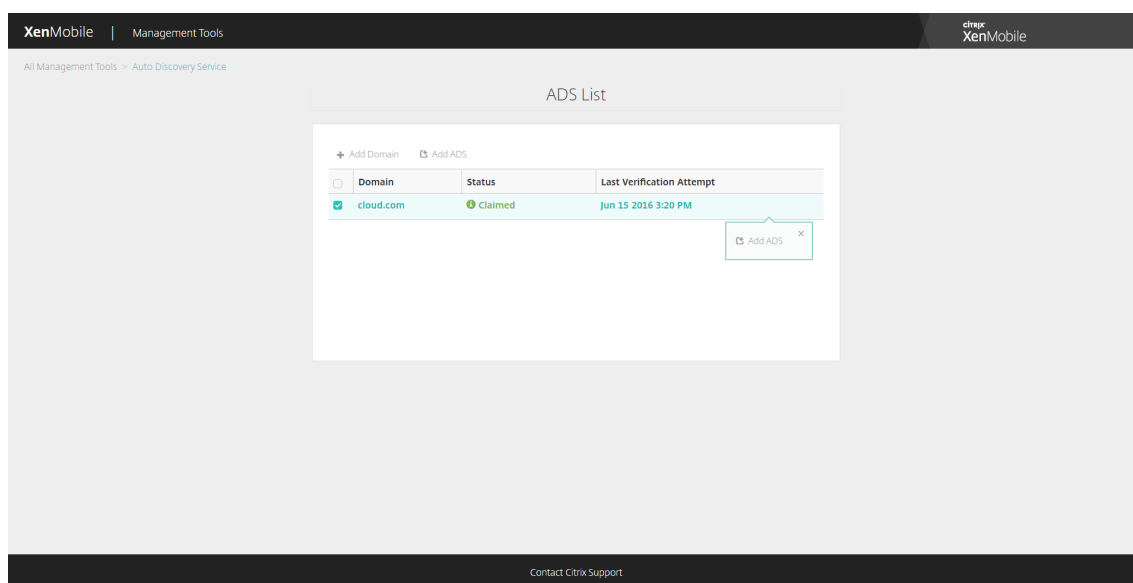 XenMobile | Management Tools
citrix
XenMobile
All Management Tools > Auto Discovery Service
ADS List
Add Domain Add ADS
Domain Status Last Verification Attempt
cloud.com Claimed Jun 15 2016 3:20 PM
Add ADS
Contact Citrix Support